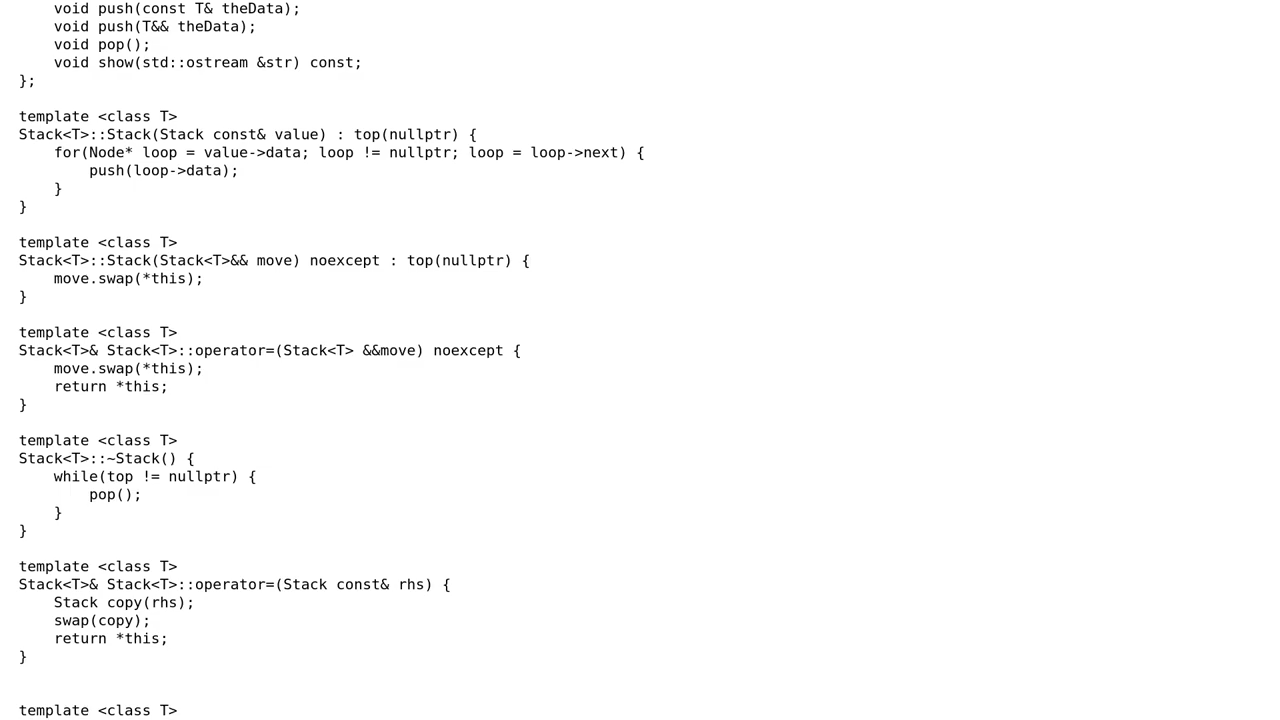 void push(const T& theData);
void push(T&& theData);
void pop();
void show(std::ostream &str) const;
};
template <class T>
Stack<T>::Stack(Stack const& value) : top(nullptr) {
for(Node* loop = value->data; loop != nullptr; loop = loop->next) {
push(loop->data);
}
}
template <class T>
Stack<T>::Stack(Stack<T>&& move) noexcept : top(nullptr) {
move.swap(*this);
}
template <class T>
Stack<T>& Stack<T>::operator=(Stack<T> &&move) noexcept {
move.swap(*this);
return *this;
}
template <class T>
Stack<T>::~Stack() {
while(top != nullptr) {
pop();
}
}
template <class T>
Stack<T>& Stack<T>::operator=(Stack const& rhs) {
Stack copy(rhs);
swap(copy);
return *this;
}
template <class T>